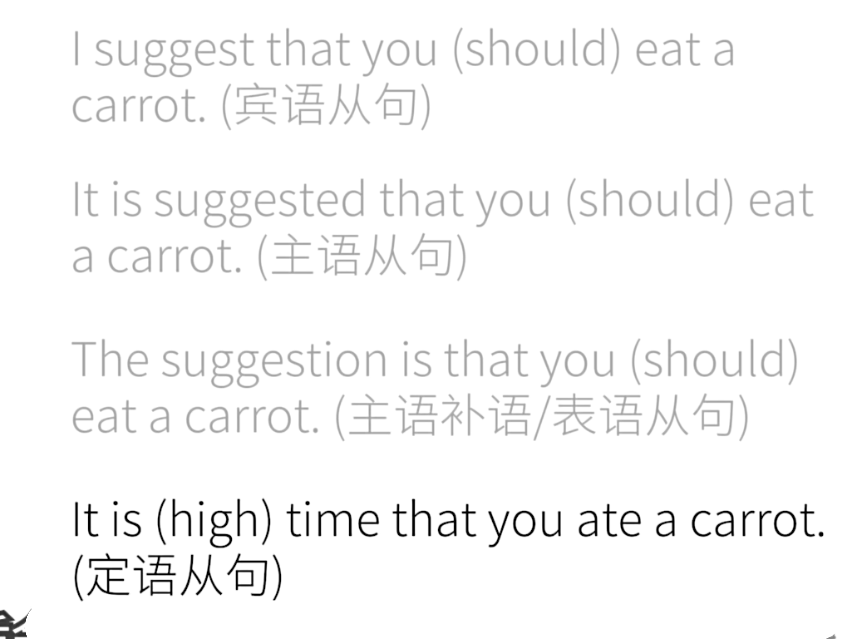 I suggest that you (should) eat a
carrot. (宾语从句)
It is suggested that you (should) eat
a carrot. (主语从句)
The suggestion is that you (should)
eat a carrot. (主语补语/表语从句)
It is (high) time that you ate a carrot.
(定语从句)